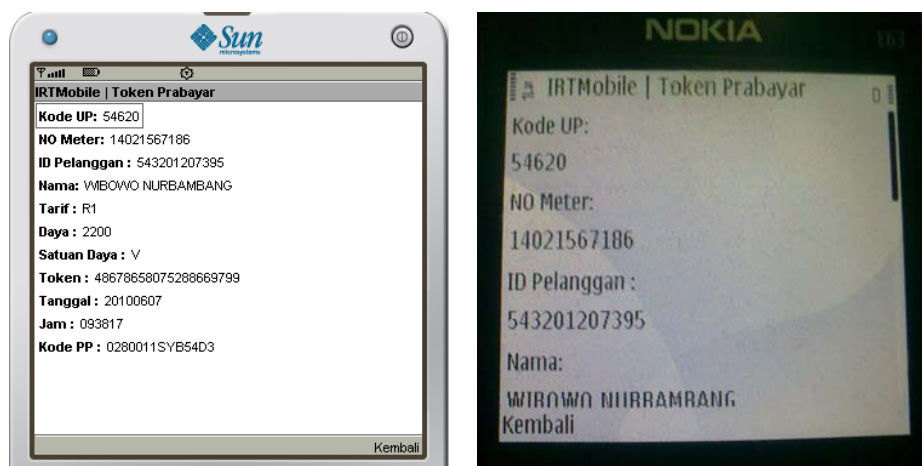 Sun
microsystems
IRTMobile | Token Prabayar
Kode UP: 54620
NO Meter: 14021567186
ID Pelanggan : 543201207395
Nama: WIBOWO NURBAMBANG
Tarif : R1
Daya : 2200
Satuan Daya : V
Token : 48678658075288669799
Tanggal : 20100607
Jam : 093817
Kode PP : 0280011SYB54D3
Kembali
NOKIA
E63
IRTMobile | Token Prabayar
Kode UP:
54620
NO Meter:
14021567186
ID Pelanggan :
543201207395
Nama:
WIBOWO NURBAMBANG
Kembali